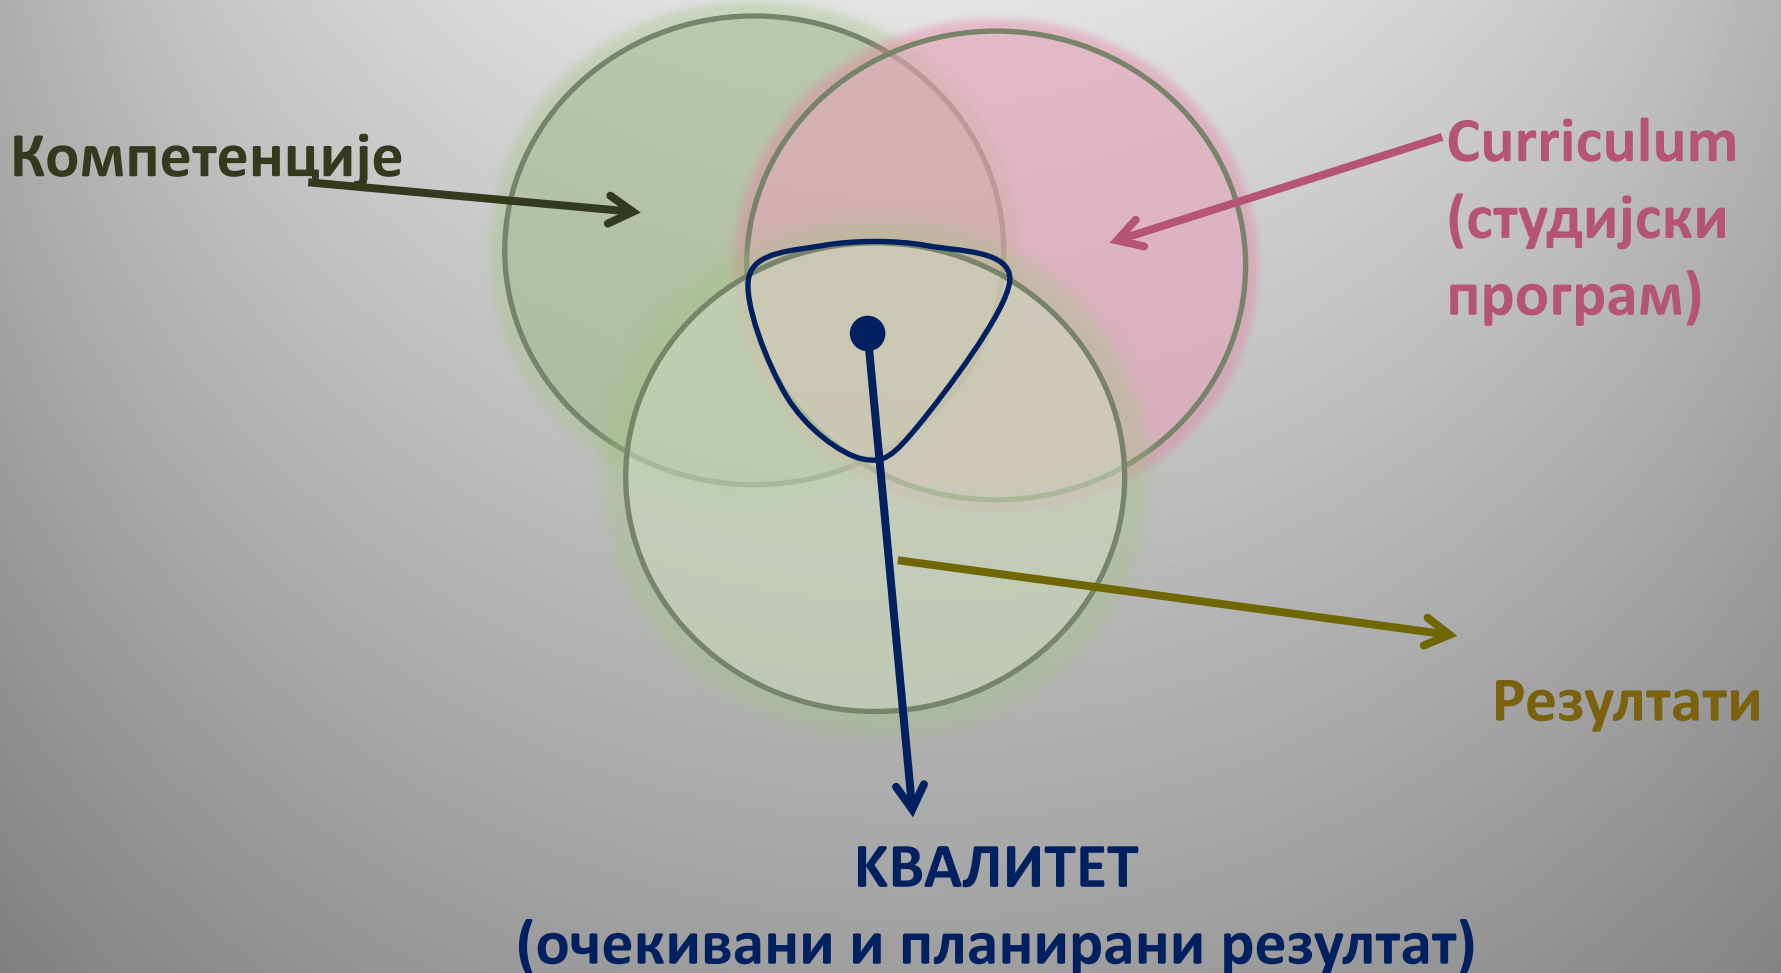 Компетенције
Curriculum
(студијски
програм)
Резултати
КВАЛИТЕТ
(очекивани и планирани резултат)